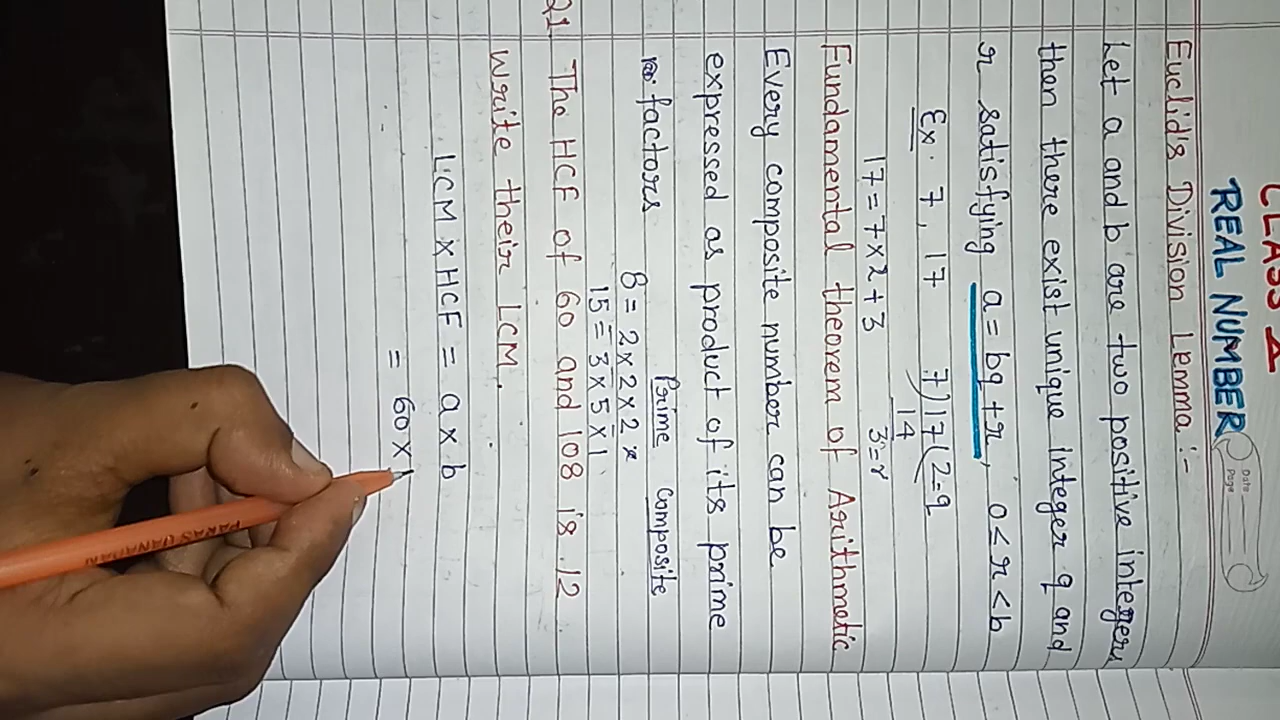 CLASS X
REAL NUMBER
Date
Page
Euclid's Division Lemma:-
Let a and b are two positive integers
then there exist unique integer q and
r satisfying a = bq + r, 0 < r < b
Ex. 7, 17 7)17(2=q
14
17 = 7 x 2 + 3 3=r
Fundamental theorem of Arithmetic
Every composite number can be
expressed as product of its prime
factors Prime composite
8 = 2 x 2 x 2 x
15 = 3 x 5 x 1
Q1 The HCF of 60 and 108 is 12
write their LCM.
LCM x HCF = a x b
= 60 x 1